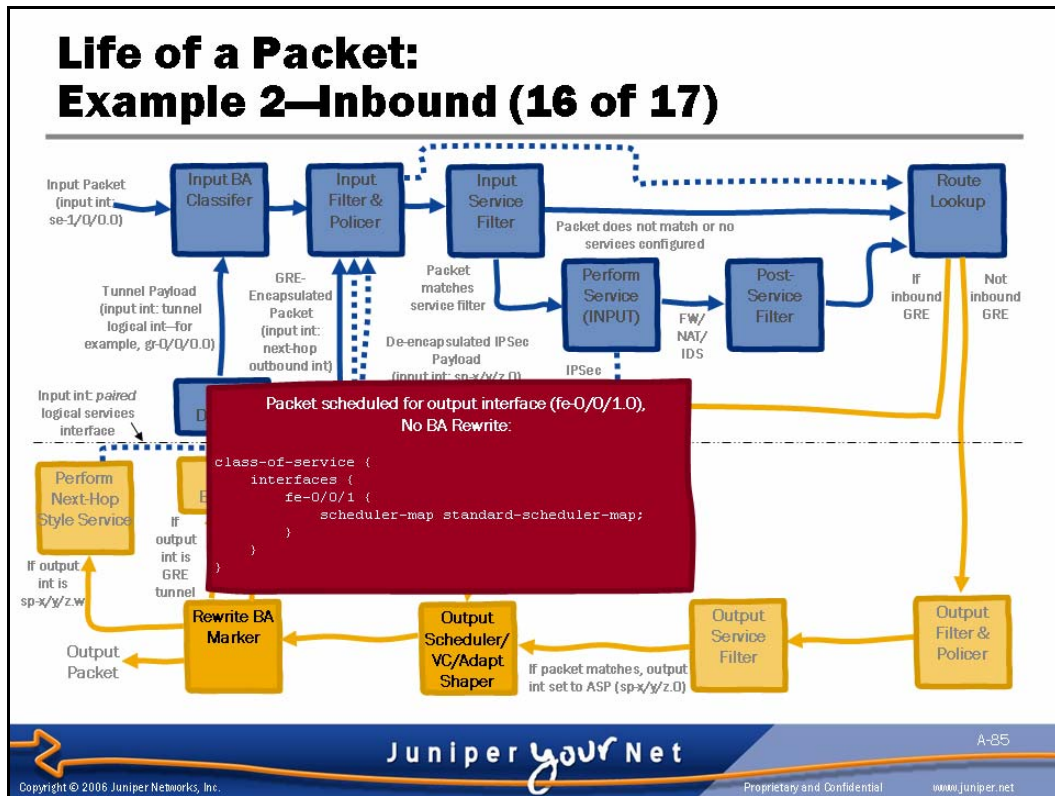 Life of a Packet:
Example 2—Inbound (16 of 17)
Input Packet
(input int:
se-1/0/0.0)
Input BA
Classifer
Input
Filter &
Policer
Input
Service
Filter
Route
Lookup
Packet does not match or no
services configured
Tunnel Payload
(input int: tunnel
logical int—for
example, gr-0/0/0.0)
GRE-
Encapsulated
Packet
(input int:
next-hop
outbound int)
Packet
matches
service filter
Perform
Service
(INPUT)
FW/
NAT/
IDS
Post-
Service
Filter
If
inbound
GRE
Not
inbound
GRE
De-encapsulated IPSec
Payload
(input int: sp-x/y/z.0)
IPSec
Input int: paired
logical services
interface
Packet scheduled for output interface (fe-0/0/1.0),
No BA Rewrite:
class-of-service {
interfaces {
fe-0/0/1 {
scheduler-map standard-scheduler-map;
}
}
}
Perform
Next-Hop
Style Service
If
output
int is
GRE
tunnel
If output
int is
sp-x/y/z.w
Output
Packet
Rewrite BA
Marker
Output
Scheduler/
VC/Adapt
Shaper
If packet matches, output
int set to ASP (sp-x/y/z.0)
Output
Service
Filter
Output
Filter &
Policer
Juniper your Net
A-85
Copyright © 2006 Juniper Networks, Inc.
Proprietary and Confidential
www.juniper.net